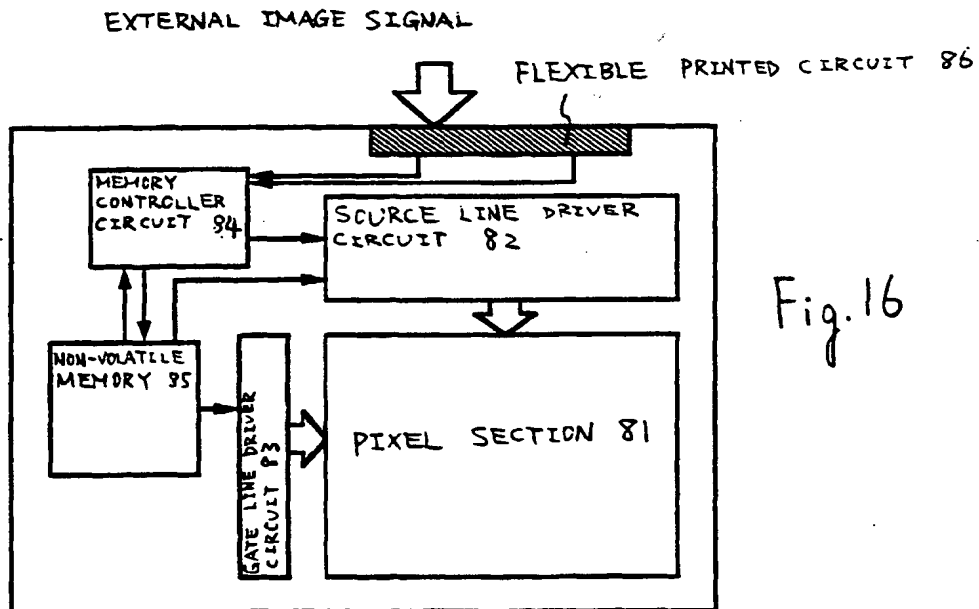 EXTERNAL IMAGE SIGNAL
FLEXIBLE PRINTED CIRCUIT 86
MEMORY
CONTROLLER
CIRCUIT 84
SOURCE LINE DRIVER
CIRCUIT 82
NON-VOLATILE
MEMORY 85
GATE LINE DRIVER
CIRCUIT 83
PIXEL SECTION 81
Fig.16